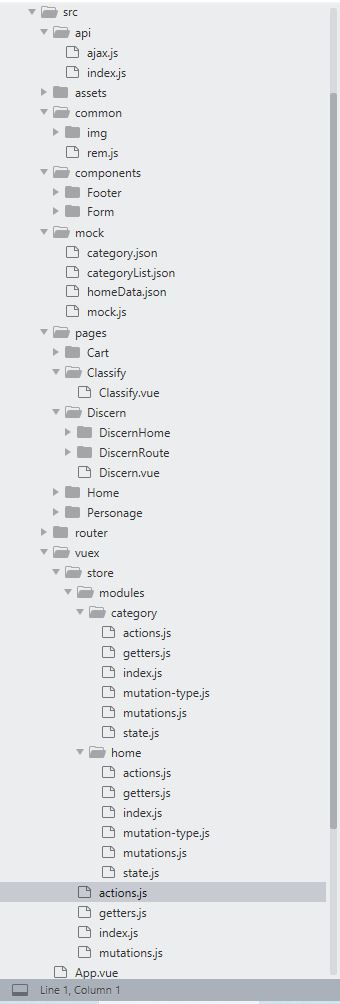 src
api
ajax.js
index.js
assets
common
img
rem.js
components
Footer
Form
mock
category.json
categoryList.json
homeData.json
mock.js
pages
Cart
Classify
Classify.vue
Discern
DiscernHome
DiscernRoute
Discern.vue
Home
Personage
router
vuex
store
modules
category
actions.js
getters.js
index.js
mutation-type.js
mutations.js
state.js
home
actions.js
getters.js
index.js
mutation-type.js
mutations.js
state.js
actions.js
getters.js
index.js
mutations.js
App.vue
Line 1, Column 1